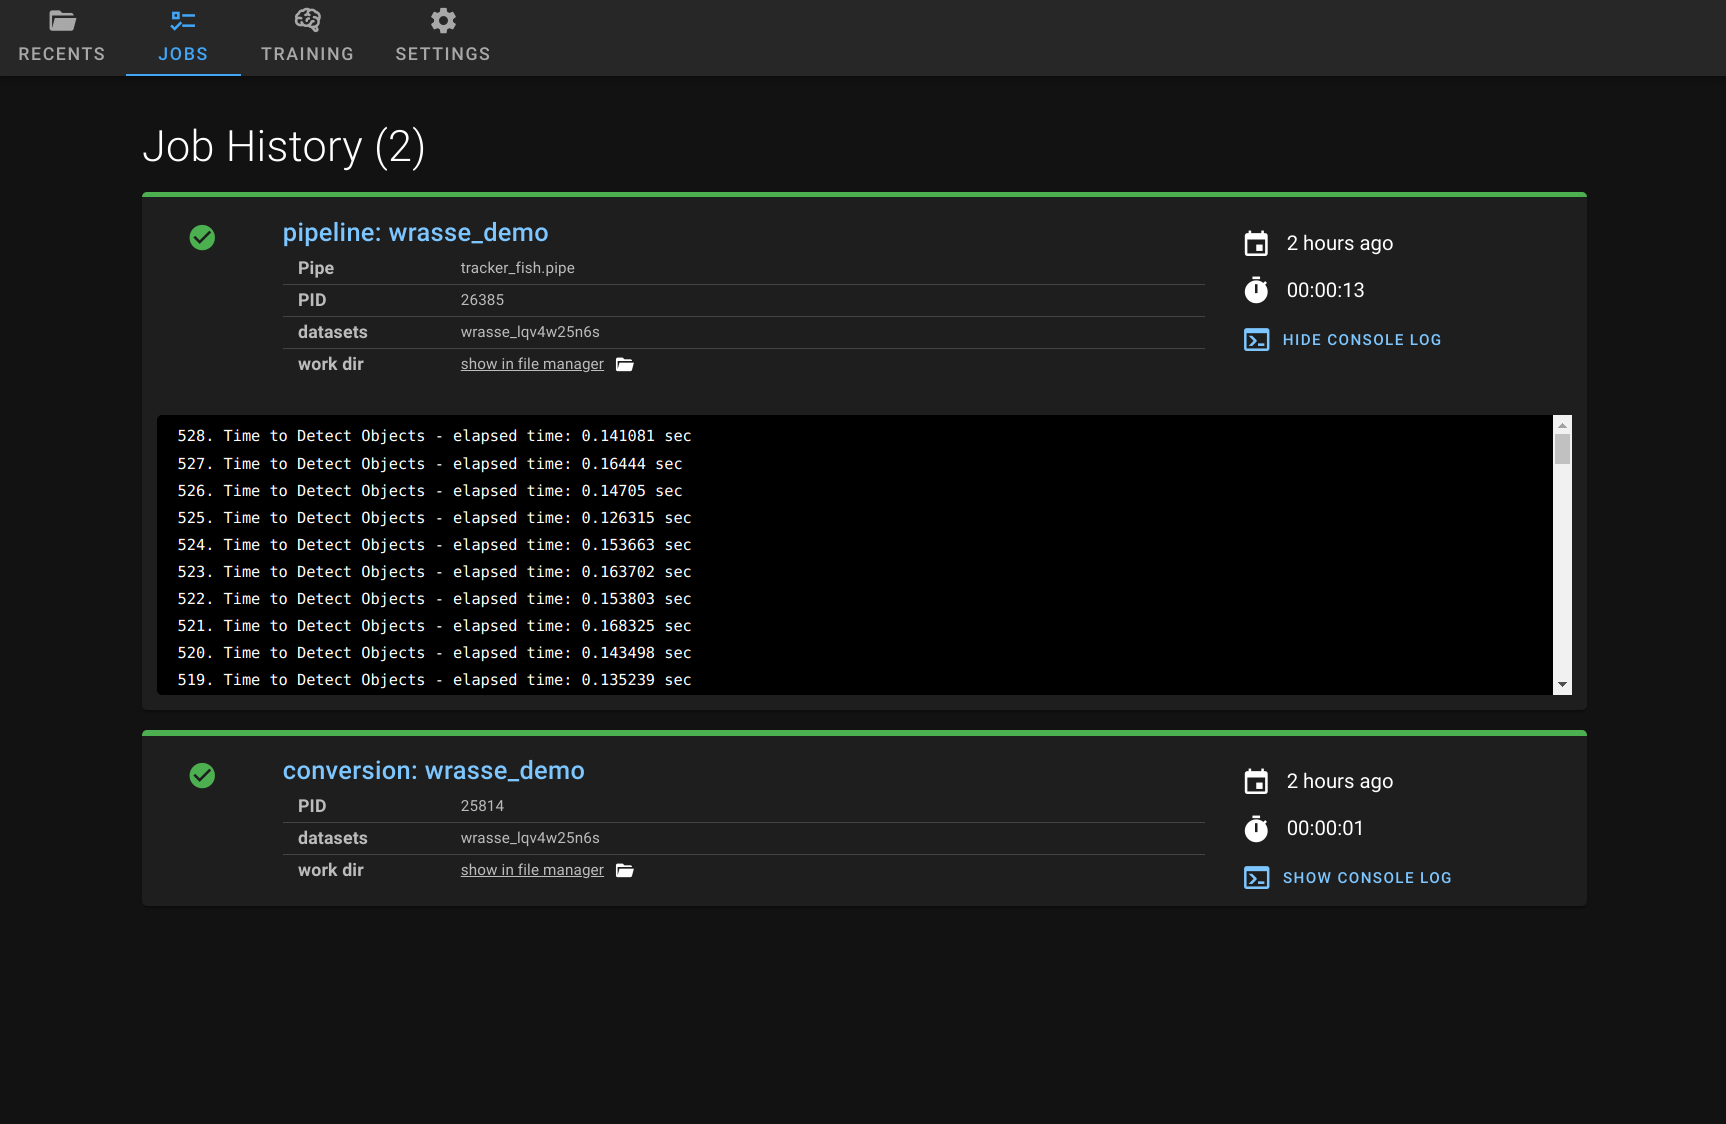 RECENTS JOBS TRAINING SETTINGS
Job History (2)
pipeline: wrasse_demo
Pipe tracker_fish.pipe
PID 26385
datasets wrasse_lqv4w25n6s
work dir show in file manager
2 hours ago
00:00:13
HIDE CONSOLE LOG
528. Time to Detect Objects - elapsed time: 0.141081 sec
527. Time to Detect Objects - elapsed time: 0.16444 sec
526. Time to Detect Objects - elapsed time: 0.14705 sec
525. Time to Detect Objects - elapsed time: 0.126315 sec
524. Time to Detect Objects - elapsed time: 0.153663 sec
523. Time to Detect Objects - elapsed time: 0.163702 sec
522. Time to Detect Objects - elapsed time: 0.153803 sec
521. Time to Detect Objects - elapsed time: 0.168325 sec
520. Time to Detect Objects - elapsed time: 0.143498 sec
519. Time to Detect Objects - elapsed time: 0.135239 sec
conversion: wrasse_demo
PID 25814
datasets wrasse_lqv4w25n6s
work dir show in file manager
2 hours ago
00:00:01
SHOW CONSOLE LOG